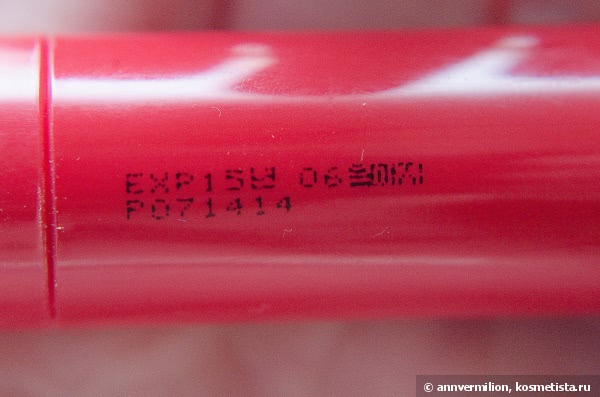 EXP15 06
P071414
© annvermilion, kosmetista.ru